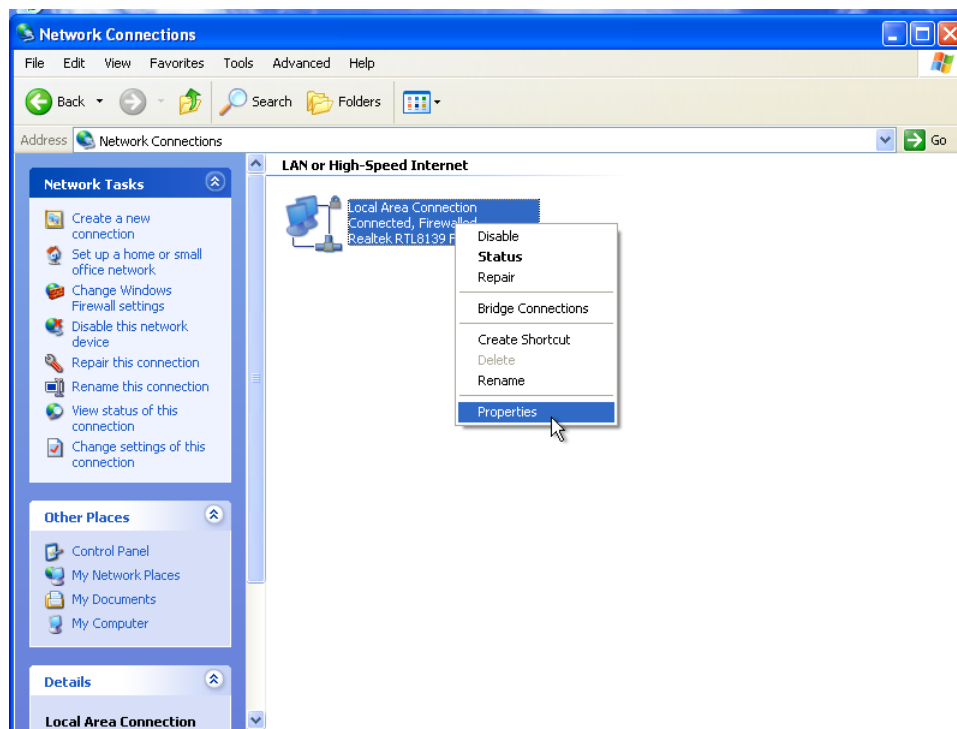 Network Connections
File Edit View Favorites Tools Advanced Help
Back Search Folders
Address Network Connections Go
Network Tasks
Create a new
connection
Set up a home or small
office network
Change Windows
Firewall settings
Disable this network
device
Repair this connection
Rename this connection
View status of this
connection
Change settings of this
connection
Other Places
Control Panel
My Network Places
My Documents
My Computer
Details
Local Area Connection
LAN or High-Speed Internet
Local Area Connection
Connected, Firewalled
Realtek RTL8139 F
Disable
Status
Repair
Bridge Connections
Create Shortcut
Delete
Rename
Properties